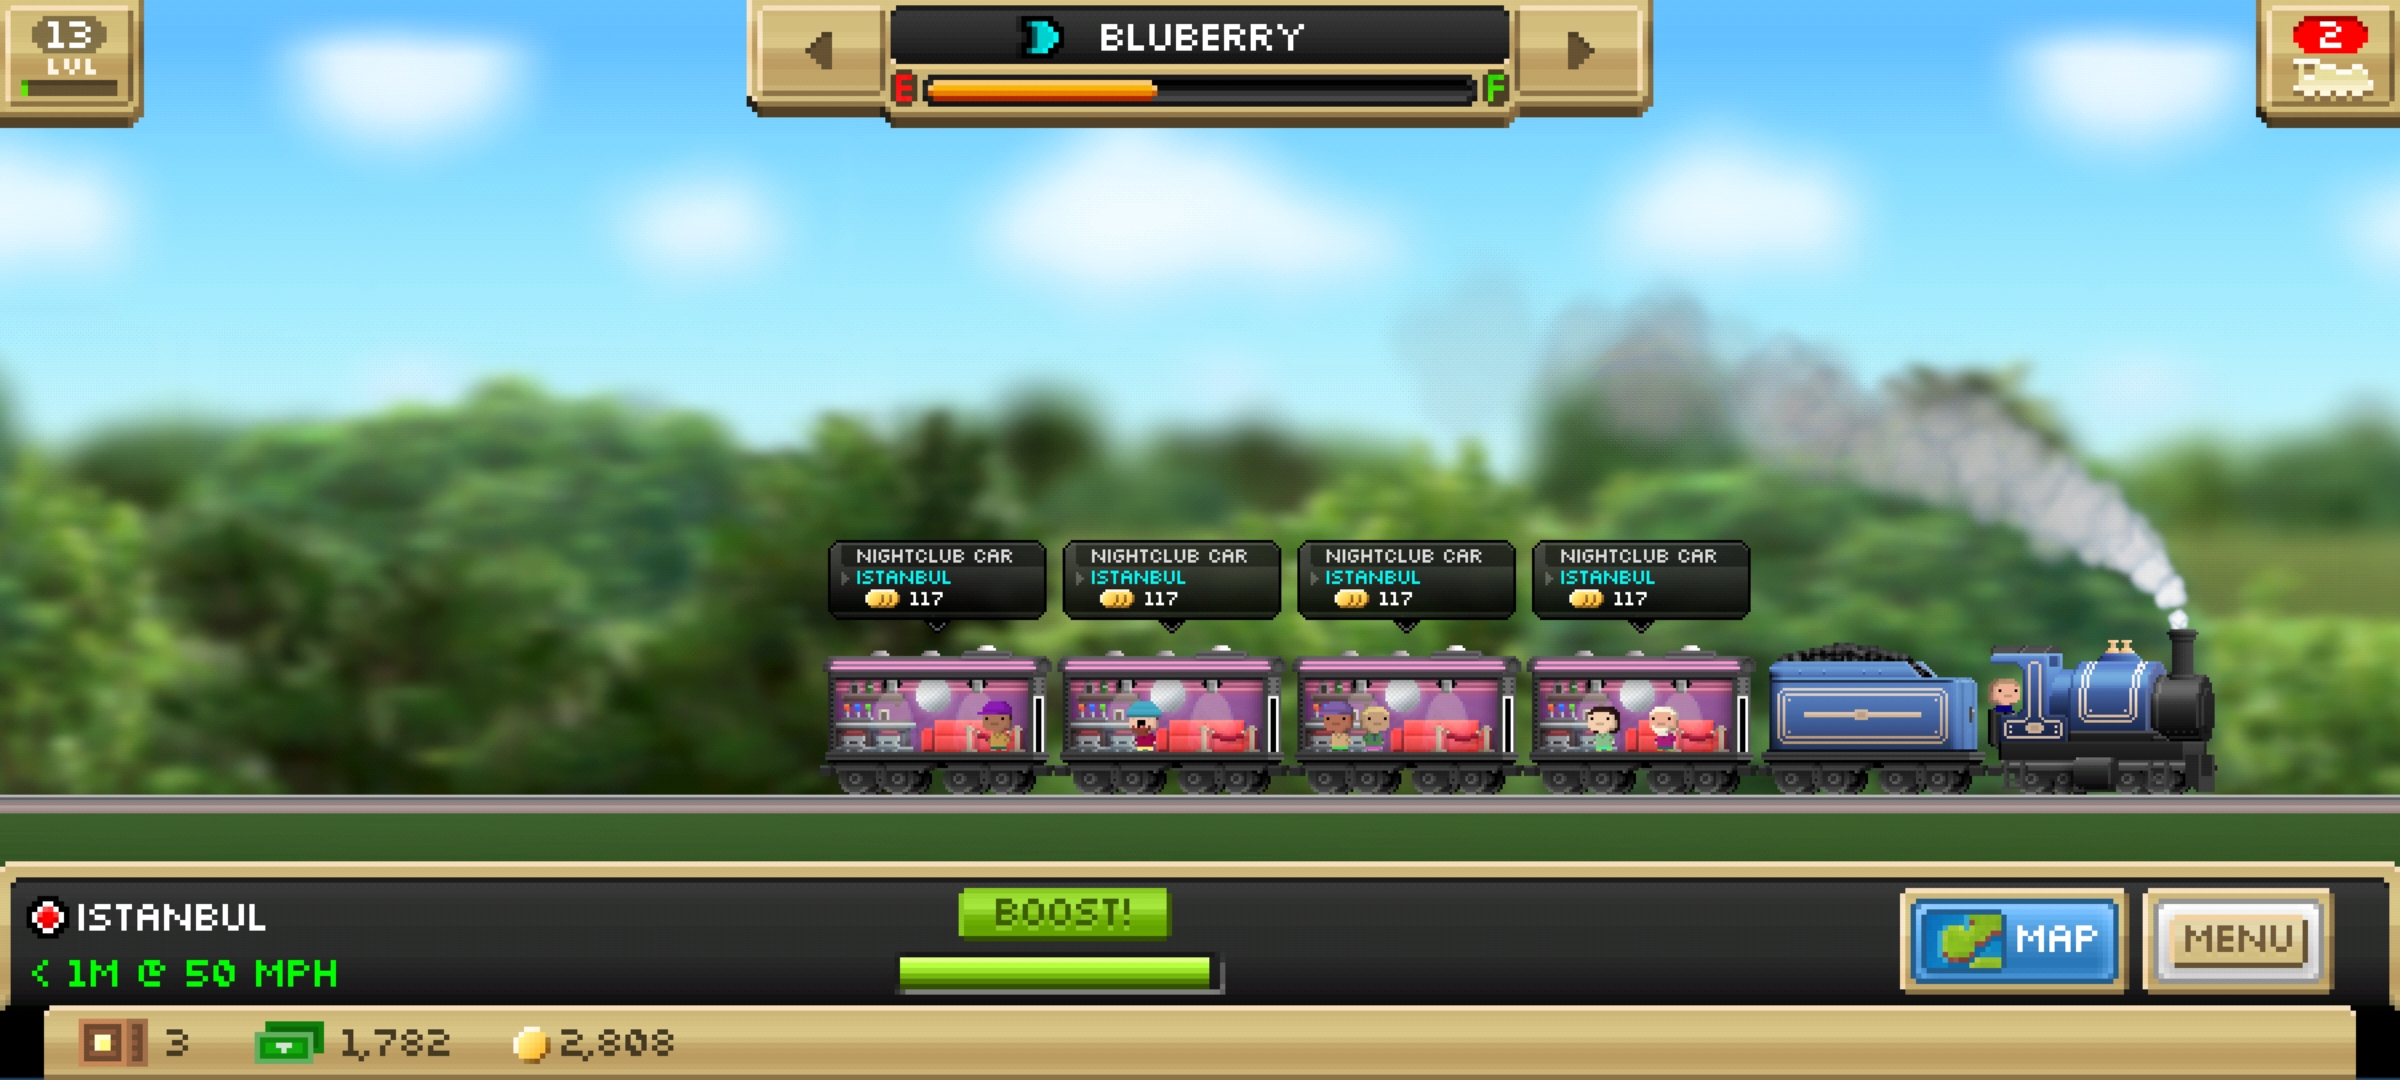 13
LVL
BLUBERRY
E F
2
NIGHTCLUB CAR
ISTANBUL
117
NIGHTCLUB CAR
ISTANBUL
117
NIGHTCLUB CAR
ISTANBUL
117
NIGHTCLUB CAR
ISTANBUL
117
ISTANBUL
< 1M @ 50 MPH
BOOST!
MAP
MENU
3 1,782 2,808